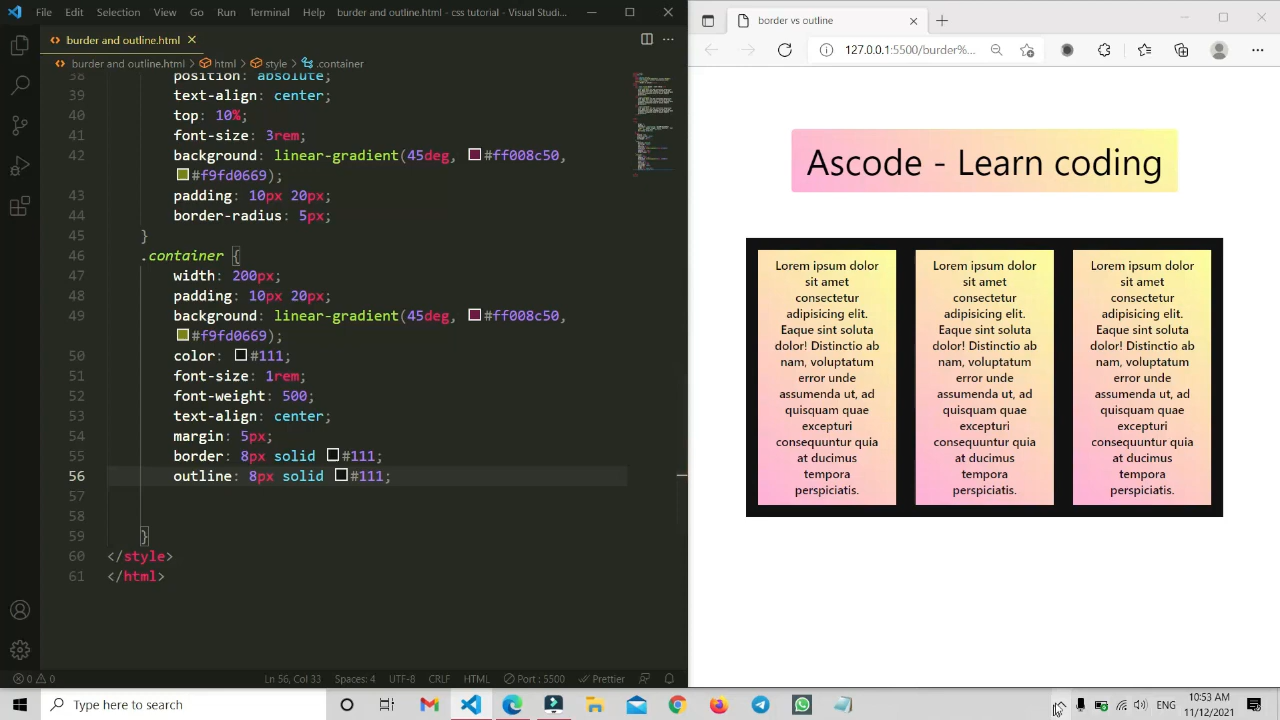 File Edit Selection View Go Run Terminal Help burder and outline.html - css tutorial - Visual Studi...
burder and outline.html
burder and outline.html > html > style > .container
38 position: absolute;
39 text-align: center;
40 top: 10%;
41 font-size: 3rem;
42 background: linear-gradient(45deg, #ff008c50,
#f9fd0669);
43 padding: 10px 20px;
44 border-radius: 5px;
45 }
46 .container {
47 width: 200px;
48 padding: 10px 20px;
49 background: linear-gradient(45deg, #ff008c50,
#f9fd0669);
50 color: #111;
51 font-size: 1rem;
52 font-weight: 500;
53 text-align: center;
54 margin: 5px;
55 border: 8px solid #111;
56 outline: 8px solid #111;
57
58
59 }
60 </style>
61 </html>
0 0 Ln 56, Col 33 Spaces: 4 UTF-8 CRLF HTML Port : 5500 Prettier
border vs outline
127.0.0.1:5500/burder%...
Ascode - Learn coding
Lorem ipsum dolor
sit amet
consectetur
adipisicing elit.
Eaque sint soluta
dolor! Distinctio ab
nam, voluptatum
error unde
assumenda ut, ad
quisquam quae
excepturi
consequuntur quia
at ducimus
tempora
perspiciatis.
Lorem ipsum dolor
sit amet
consectetur
adipisicing elit.
Eaque sint soluta
dolor! Distinctio ab
nam, voluptatum
error unde
assumenda ut, ad
quisquam quae
excepturi
consequuntur quia
at ducimus
tempora
perspiciatis.
Lorem ipsum dolor
sit amet
consectetur
adipisicing elit.
Eaque sint soluta
dolor! Distinctio ab
nam, voluptatum
error unde
assumenda ut, ad
quisquam quae
excepturi
consequuntur quia
at ducimus
tempora
perspiciatis.
Type here to search
ENG
10:53 AM
11/12/2021